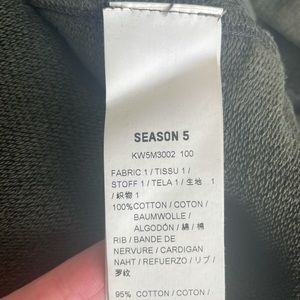 SEASON 5
KW5M3002 100
FABRIC 1 / TISSU 1 /
STOFF 1 / TELA 1 / 生地 1
/ 织物 1
100%COTTON / COTON /
BAUMWOLLE /
ALGODÓN / 綿 / 棉
RIB / BANDE DE
NERVURE / CARDIGAN
NAHT / REFUERZO / リブ /
罗纹
95% COTTON / COTON /